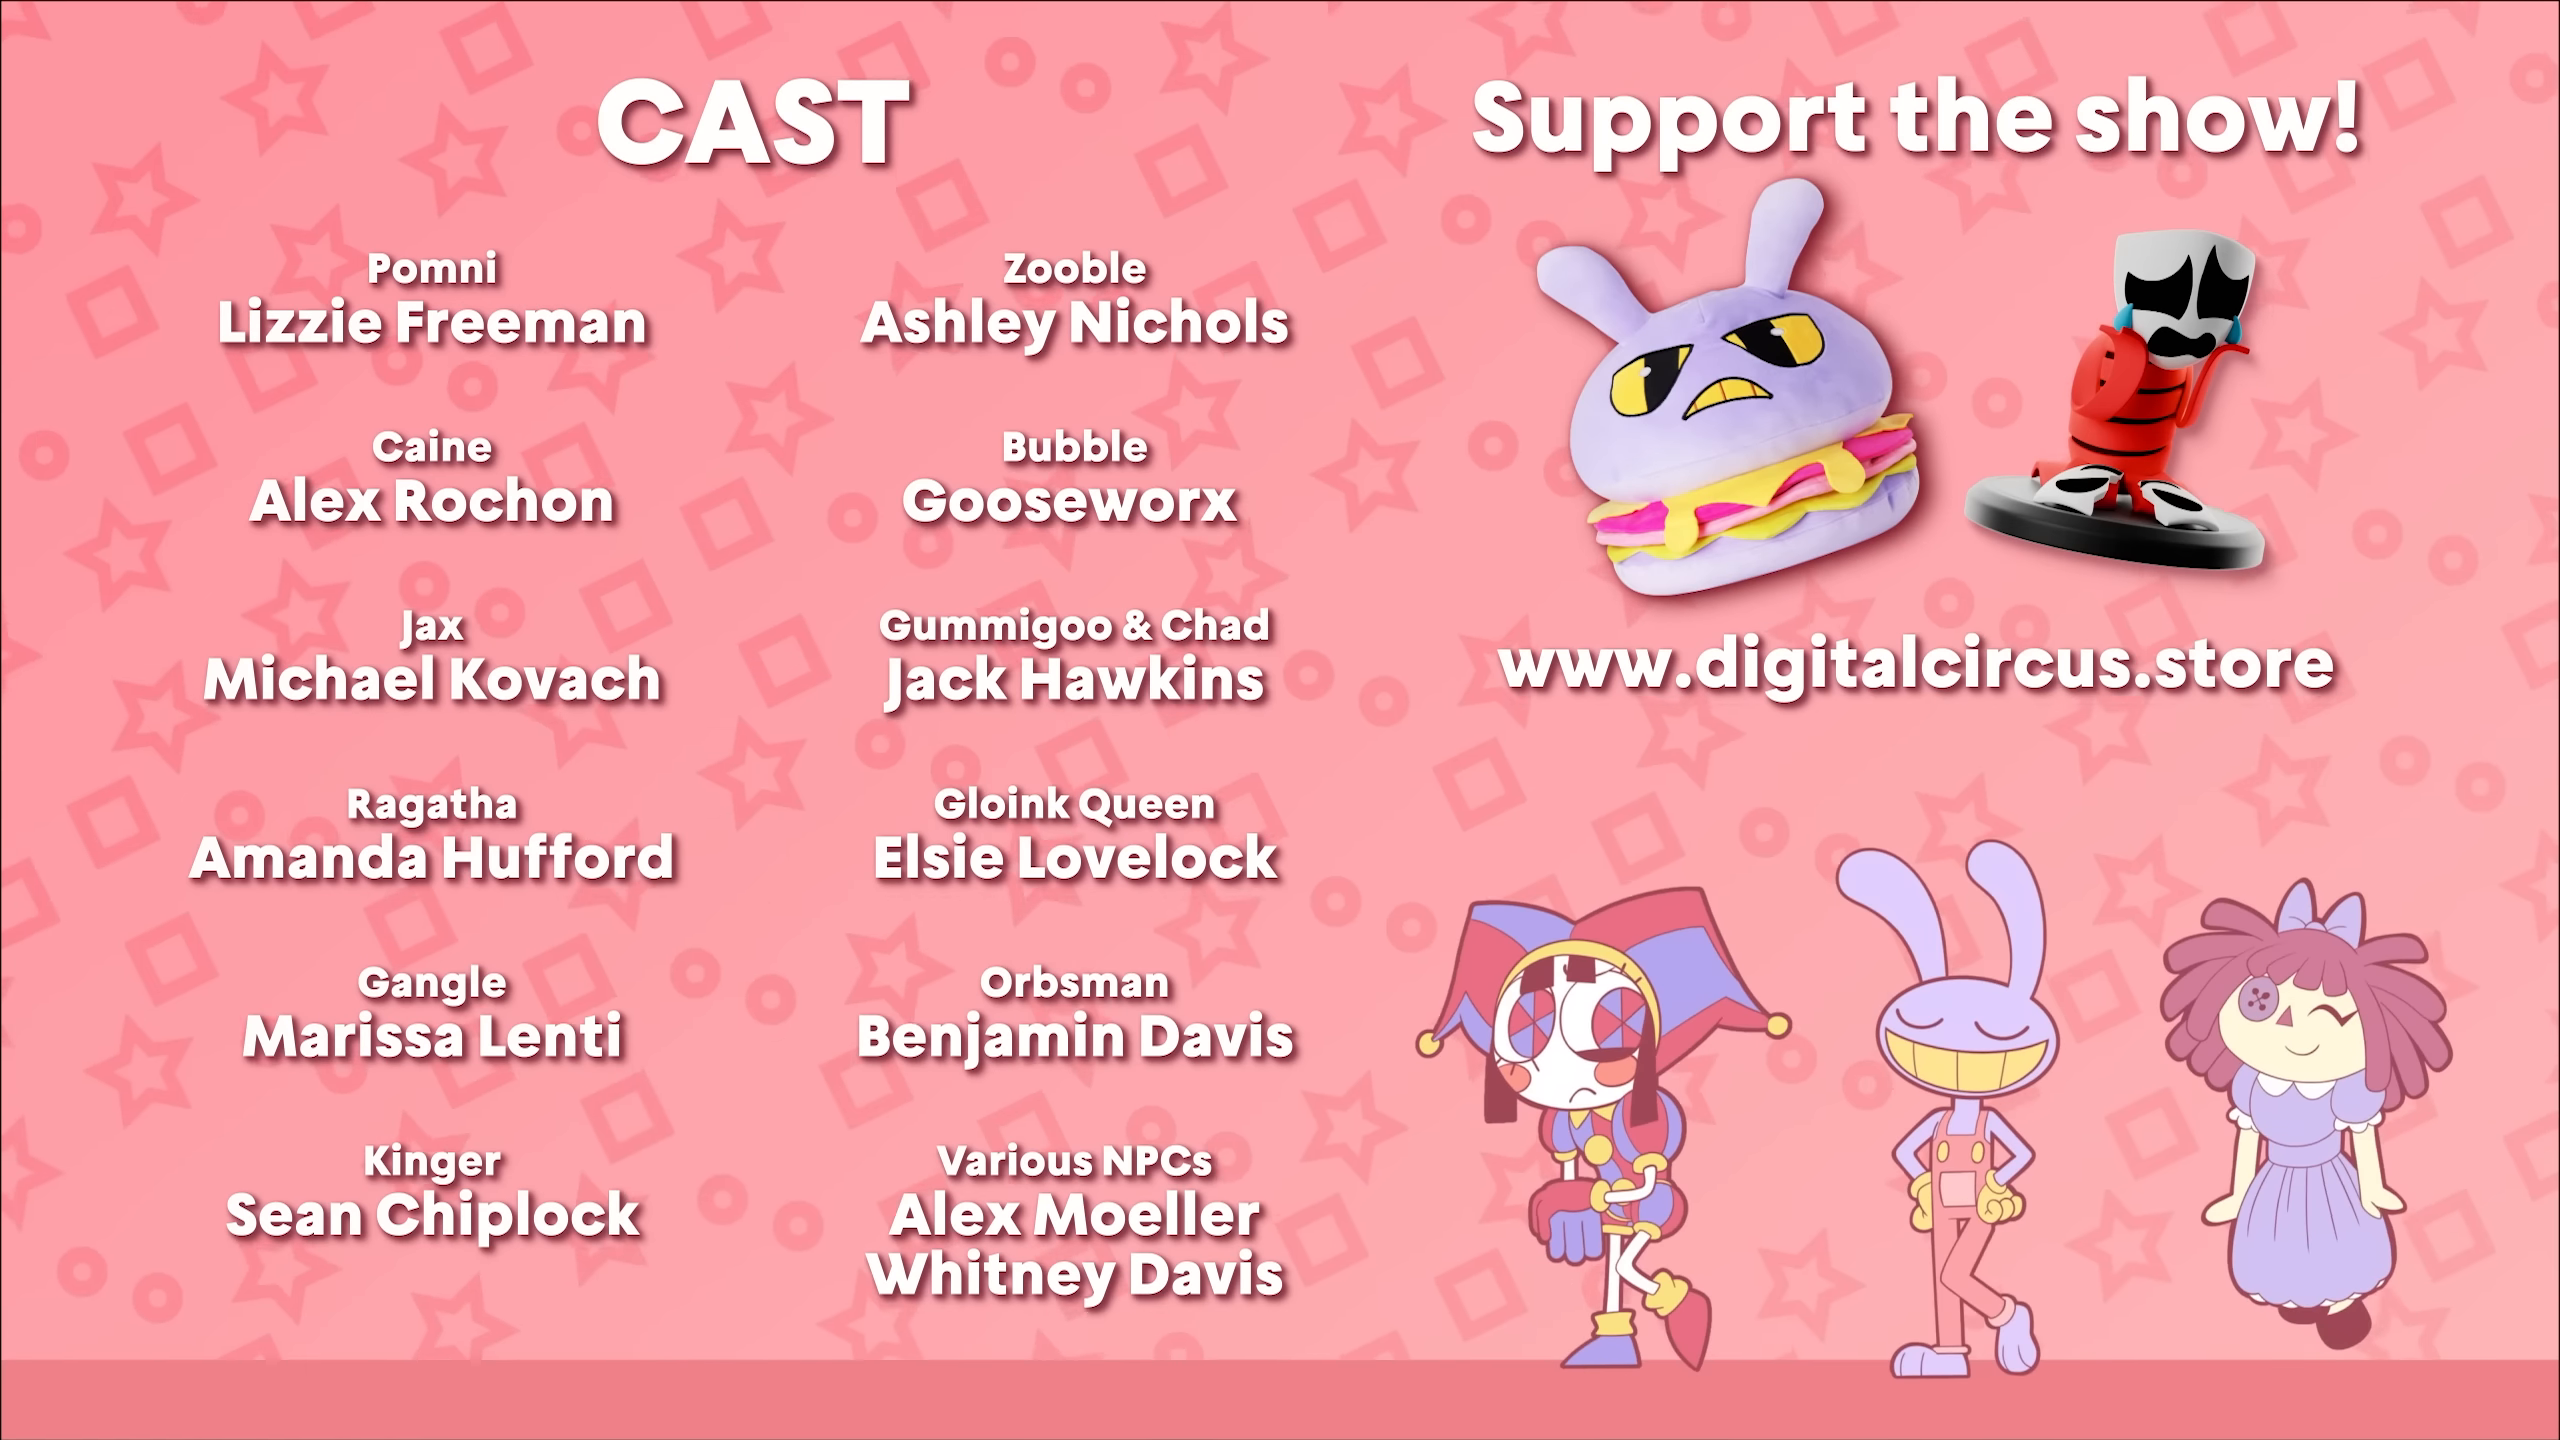 CAST
Pomni
Lizzie Freeman
Caine
Alex Rochon
Jax
Michael Kovach
Ragatha
Amanda Hufford
Gangle
Marissa Lenti
Kinger
Sean Chiplock
Zooble
Ashley Nichols
Bubble
Gooseworx
Gummigoo & Chad
Jack Hawkins
Gloink Queen
Elsie Lovelock
Orbsman
Benjamin Davis
Various NPCs
Alex Moeller
Whitney Davis
Support the show!
www.digitalcircus.store